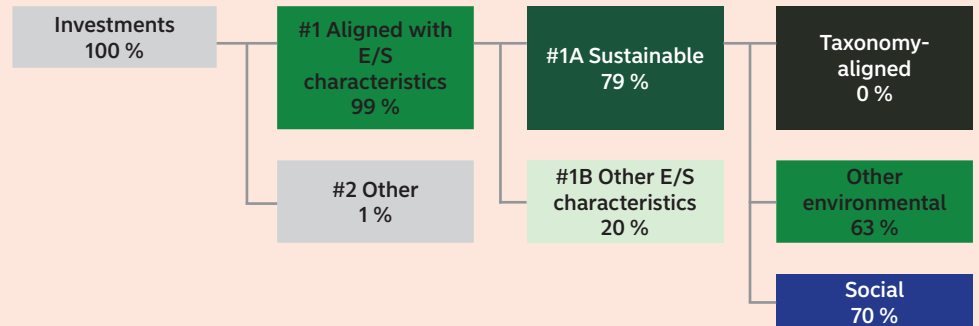 Investments
100 %
#1 Aligned with
E/S
characteristics
99 %
#1A Sustainable
79 %
Taxonomy-
aligned
0 %
#2 Other
1 %
#1B Other E/S
characteristics
20 %
Other
environmental
63 %
Social
70 %